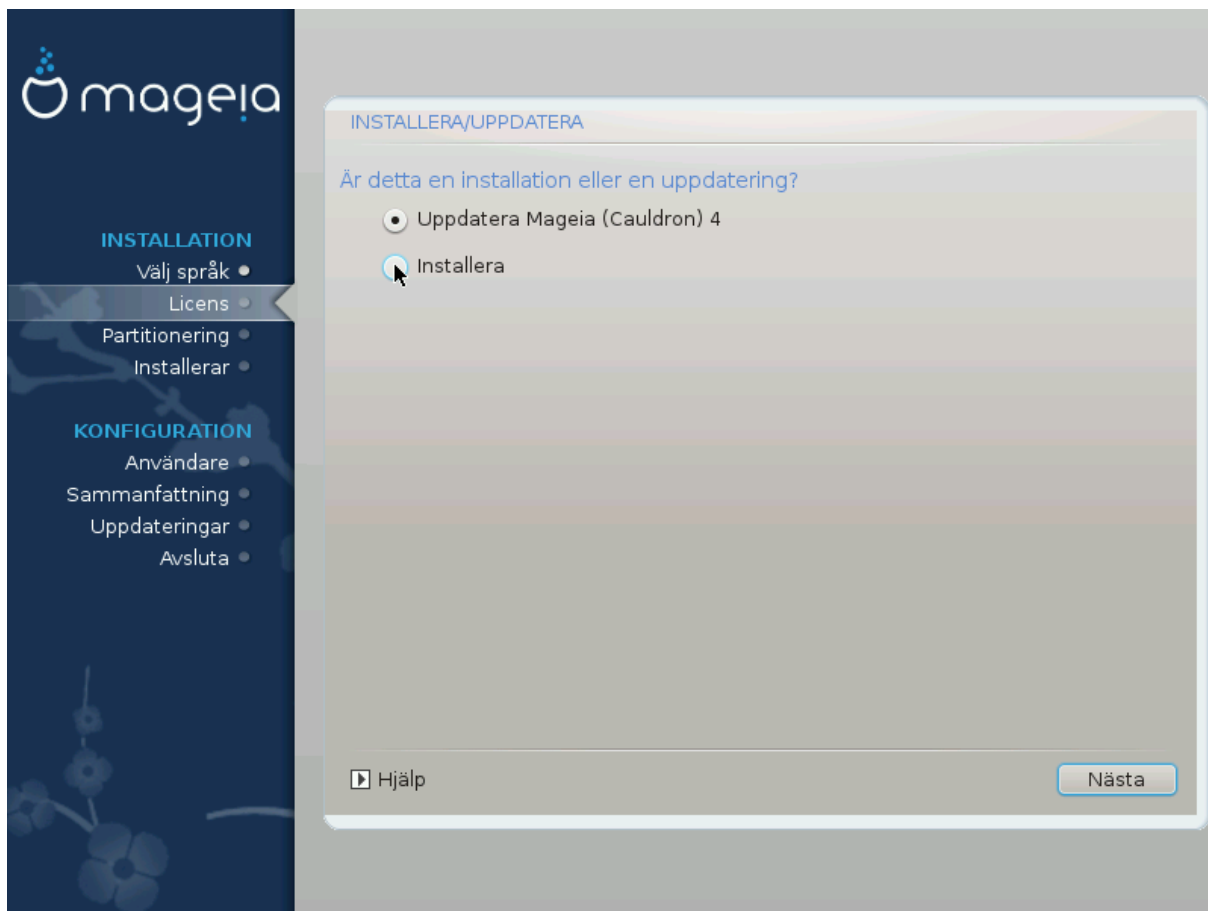 mageia
INSTALLATION
Välj språk
Licens
Partitionering
Installerar
KONFIGURATION
Användare
Sammanfattning
Uppdateringar
Avsluta
INSTALLERA/UPPDATERA
Är detta en installation eller en uppdatering?
Uppdatera Mageia (Cauldron) 4
Installera
Hjälp
Nästa